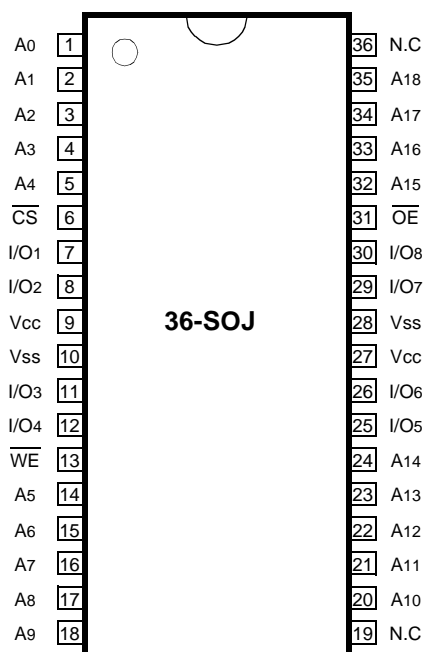 A0 1 36 N.C
A1 2 35 A18
A2 3 34 A17
A3 4 33 A16
A4 5 32 A15
C̅S̅ 6 31 O̅E̅
I/O1 7 30 I/O8
I/O2 8 29 I/O7
Vcc 9 36-SOJ 28 Vss
Vss 10 27 Vcc
I/O3 11 26 I/O6
I/O4 12 25 I/O5
W̅E̅ 13 24 A14
A5 14 23 A13
A6 15 22 A12
A7 16 21 A11
A8 17 20 A10
A9 18 19 N.C